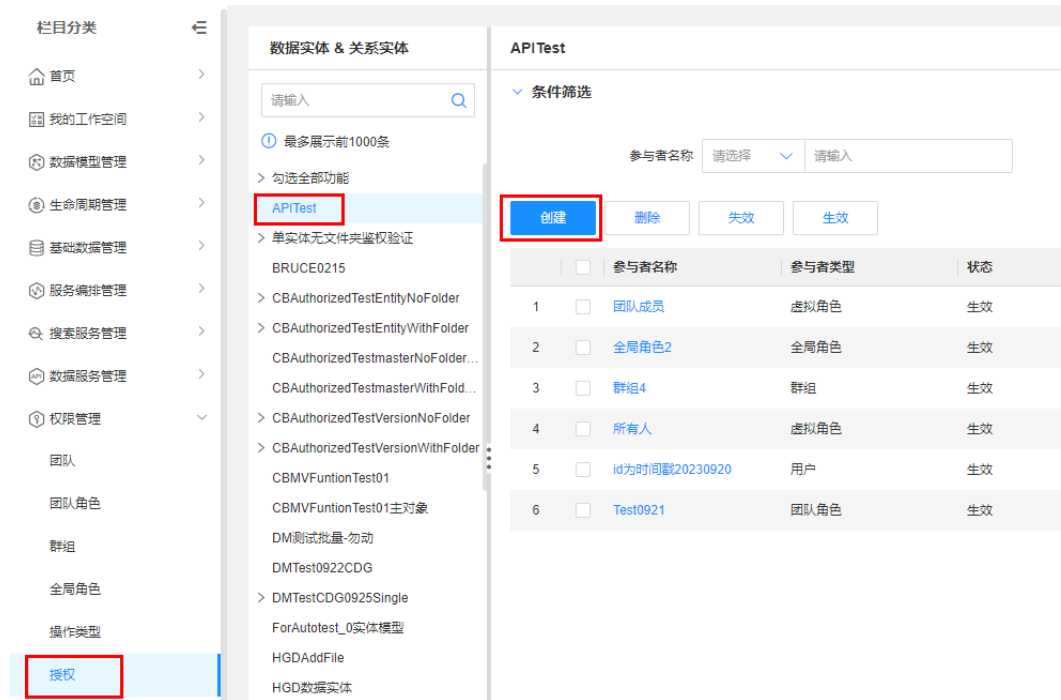 栏目分类
首页
我的工作空间
数据模型管理
生命周期管理
基础数据管理
服务编排管理
搜索服务管理
数据服务管理
权限管理
团队
团队角色
群组
全局角色
操作类型
授权
数据实体 & 关系实体
请输入
最多展示前1000条
勾选全部功能
APITest
单实体无文件夹鉴权验证
BRUCE0215
CBAuthorizedTestEntityNoFolder
CBAuthorizedTestEntityWithFolder
CBAuthorizedTestmasterNoFolder...
CBAuthorizedTestmasterWithFold...
CBAuthorizedTestVersionNoFolder
CBAuthorizedTestVersionWithFolder
CBMVFuntionTest01
CBMVFuntionTest01主对象
DM测试批量-勿动
DMTest0922CDG
DMTestCDG0925Single
ForAutotest_0实体模型
HGDAddFile
HGD数据实体
APITest
条件筛选
参与者名称 请选择 请输入
创建 删除 失效 生效
参与者名称 参与者类型 状态
1 团队成员 虚拟角色 生效
2 全局角色2 全局角色 生效
3 群组4 群组 生效
4 所有人 虚拟角色 生效
5 id为时间戳20230920 用户 生效
6 Test0921 团队角色 生效